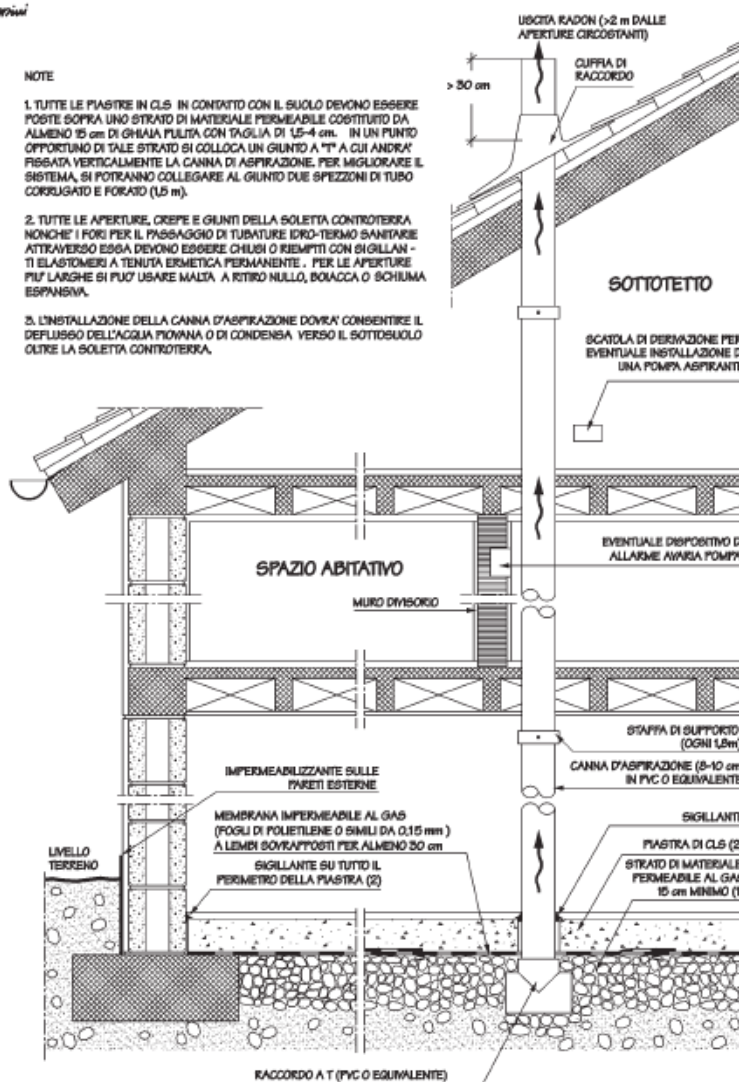 USCITA RADON (>2 m DALLE
APERTURE CIRCOSTANTI)
CUFFIA DI
RACCORDO
> 30 cm
NOTE
1. TUTTE LE PIASTRE IN CLS IN CONTATTO CON IL SUOLO DEVONO ESSERE
POSTE SOPRA UNO STRATO DI MATERIALE PERMEABILE COSTITUITO DA
ALMENO 15 cm DI GHIAIA PULITA CON TAGLIA DI 1,5-4 cm. IN UN PUNTO
OPPORTUNO DI TALE STRATO SI COLLOCA UN GIUNTO A "T" A CUI ANDRA'
FISSATA VERTICALMENTE LA CANNA DI ASPIRAZIONE. PER MIGLIORARE IL
SISTEMA, SI POTRANNO COLLEGARE AL GIUNTO DUE SPEZZONI DI TUBO
CORRUGATO E FORATO (1,5 m).
2. TUTTE LE APERTURE, CREPE E GIUNTI DELLA SOLETTA CONTROTERRA
NONCHE' I FORI PER IL PASSAGGIO DI TUBATURE IDRO-TERMO SANITARIE
ATTRAVERSO ESSA DEVONO ESSERE CHIUSI O RIEMPITI CON SIGILLAN -
TI ELASTOMERI A TENUTA ERMETICA PERMANENTE . PER LE APERTURE
PIU' LARGHE SI PUO' USARE MALTA A RITIRO NULLO, BOIACCA O SCHIUMA
ESPANSIVA.
3. L'INSTALLAZIONE DELLA CANNA D'ASPIRAZIONE DOVRA' CONSENTIRE IL
DEFLUSSO DELL'ACQUA PIOVANA O DI CONDENSA VERSO IL SOTTOSUOLO
OLTRE LA SOLETTA CONTROTERRA.
SOTTOTETTO
SCATOLA DI DERIVAZIONE PER
EVENTUALE INSTALLAZIONE D
UNA POMPA ASPIRANTE
SPAZIO ABITATIVO
EVENTUALE DISPOSITIVO D
ALLARME AVARIA POMPA
MURO DIVISORIO
STAFFA DI SUPPORTO
(OGNI 1,8m)
CANNA D'ASPIRAZIONE (8-10 cm
IN PVC O EQUIVALENTE
IMPERMEABILIZZANTE SULLE
PARETI ESTERNE
MEMBRANA IMPERMEABILE AL GAS
(FOGLI DI POLIETILENE O SIMILI DA 0,15 mm )
A LEMBI SOVRAPPOSTI PER ALMENO 30 cm
SIGILLANTE SU TUTTO IL
PERIMETRO DELLA PIASTRA (2)
LIVELLO
TERRENO
SIGILLANTE
PIASTRA DI CLS (2
STRATO DI MATERIALE
PERMEABILE AL GAS
15 cm MINIMO (1
RACCORDO A T (PVC O EQUIVALENTE)